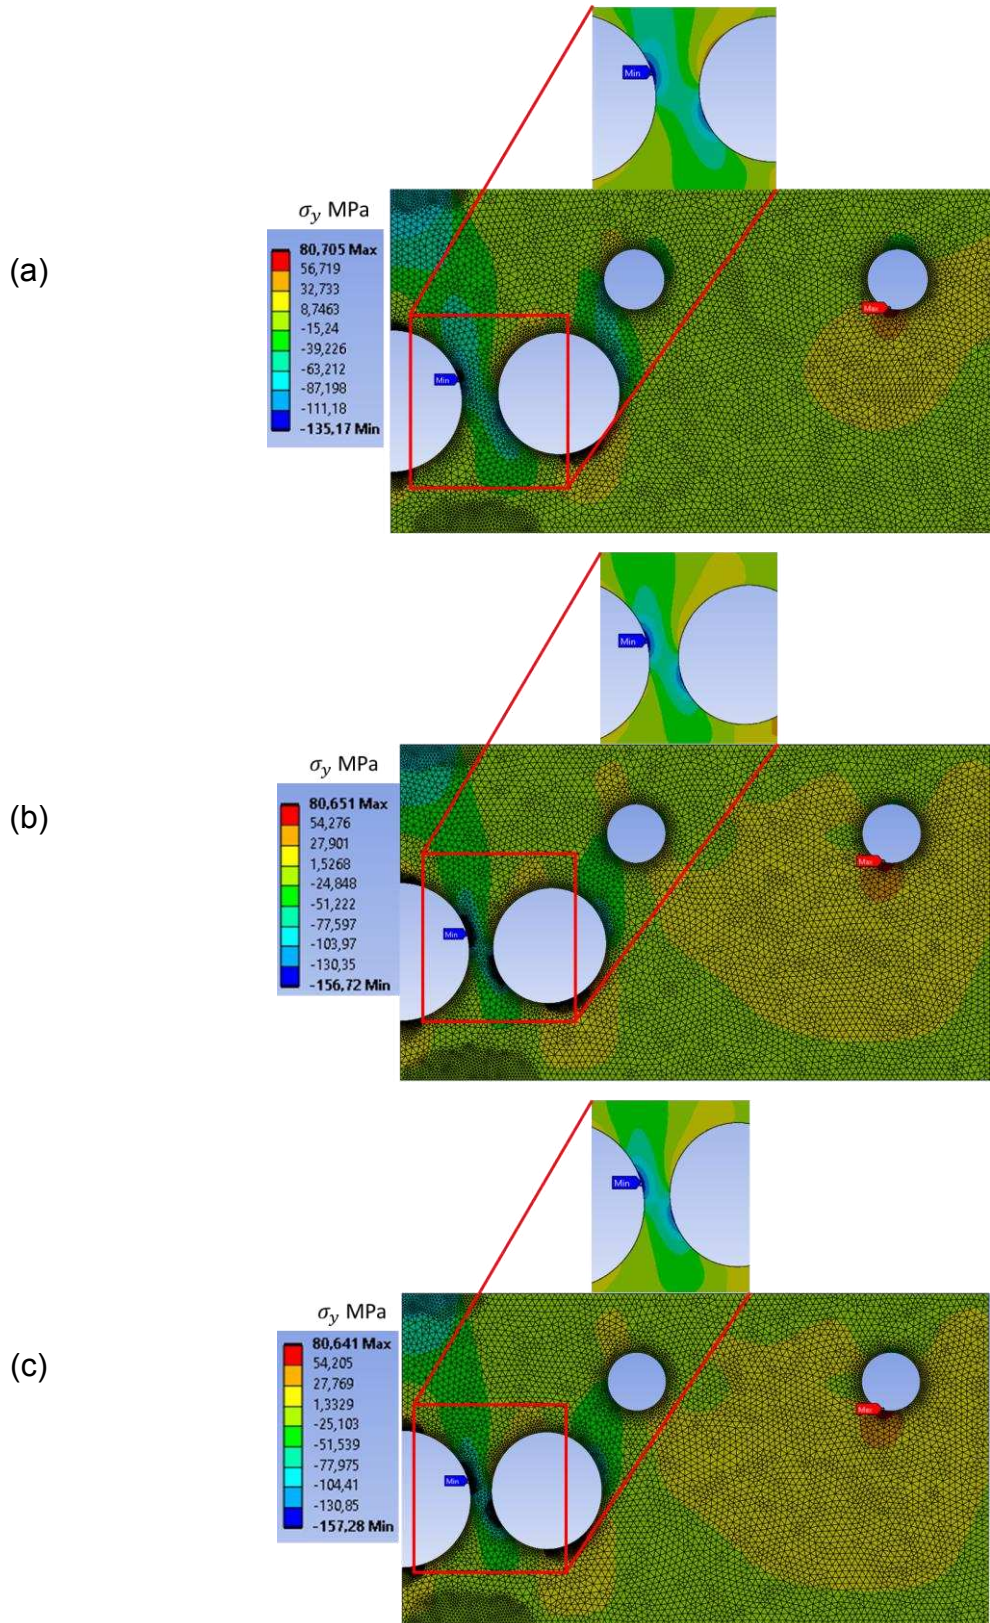 Min
σy MPa
(a)
80,705 Max
56,719
32,733
8,7463
-15,24
-39,226
-63,212
-87,198
-111,18
-135,17 Min
Max
Min
Min
σy MPa
(b)
80,651 Max
54,276
27,901
1,5268
-24,848
-51,222
-77,597
-103,97
-130,35
-156,72 Min
Max
Min
Min
σy MPa
(c)
80,641 Max
54,205
27,769
1,3329
-25,103
-51,539
-77,975
-104,41
-130,85
-157,28 Min
Max
Min